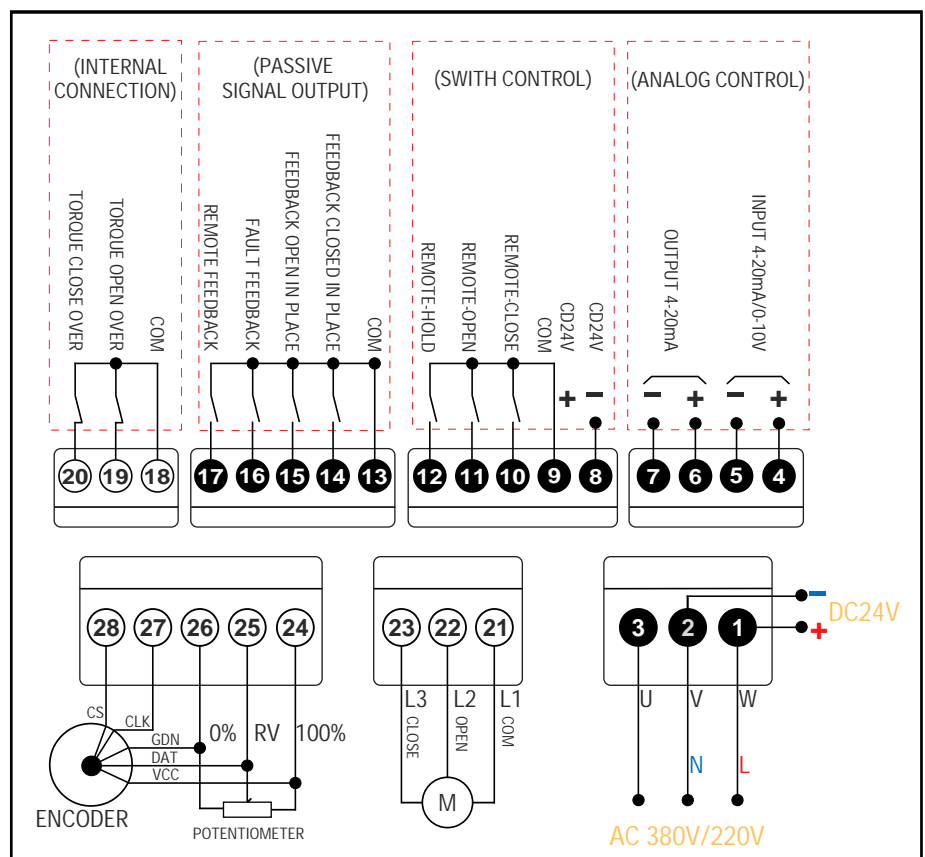 (INTERNAL
CONNECTION)
(PASSIVE
SIGNAL OUTPUT)
(SWITH CONTROL)
(ANALOG CONTROL)
TORQUE CLOSE OVER
TORQUE OPEN OVER
COM
REMOTE FEEDBACK
FAULT FEEDBACK
FEEDBACK OPEN IN PLACE
FEEDBACK CLOSED IN PLACE
COM
REMOTE-HOLD
REMOTE-OPEN
REMOTE-CLOSE
COM
CD24V
CD24V
+ −
OUTPUT 4-20mA
INPUT 4-20mA/0-10V
− + − +
20 19 18
17 16 15 14 13
12 11 10 9 8
7 6 5 4
28 27 26 25 24
23 22 21
3 2 1
−
DC24V
+
CS
CLK
GDN
DAT
VCC
0% RV 100%
ENCODER
POTENTIOMETER
L3 L2 L1
CLOSE
OPEN
COM
M
U V W
N L
AC 380V/220V